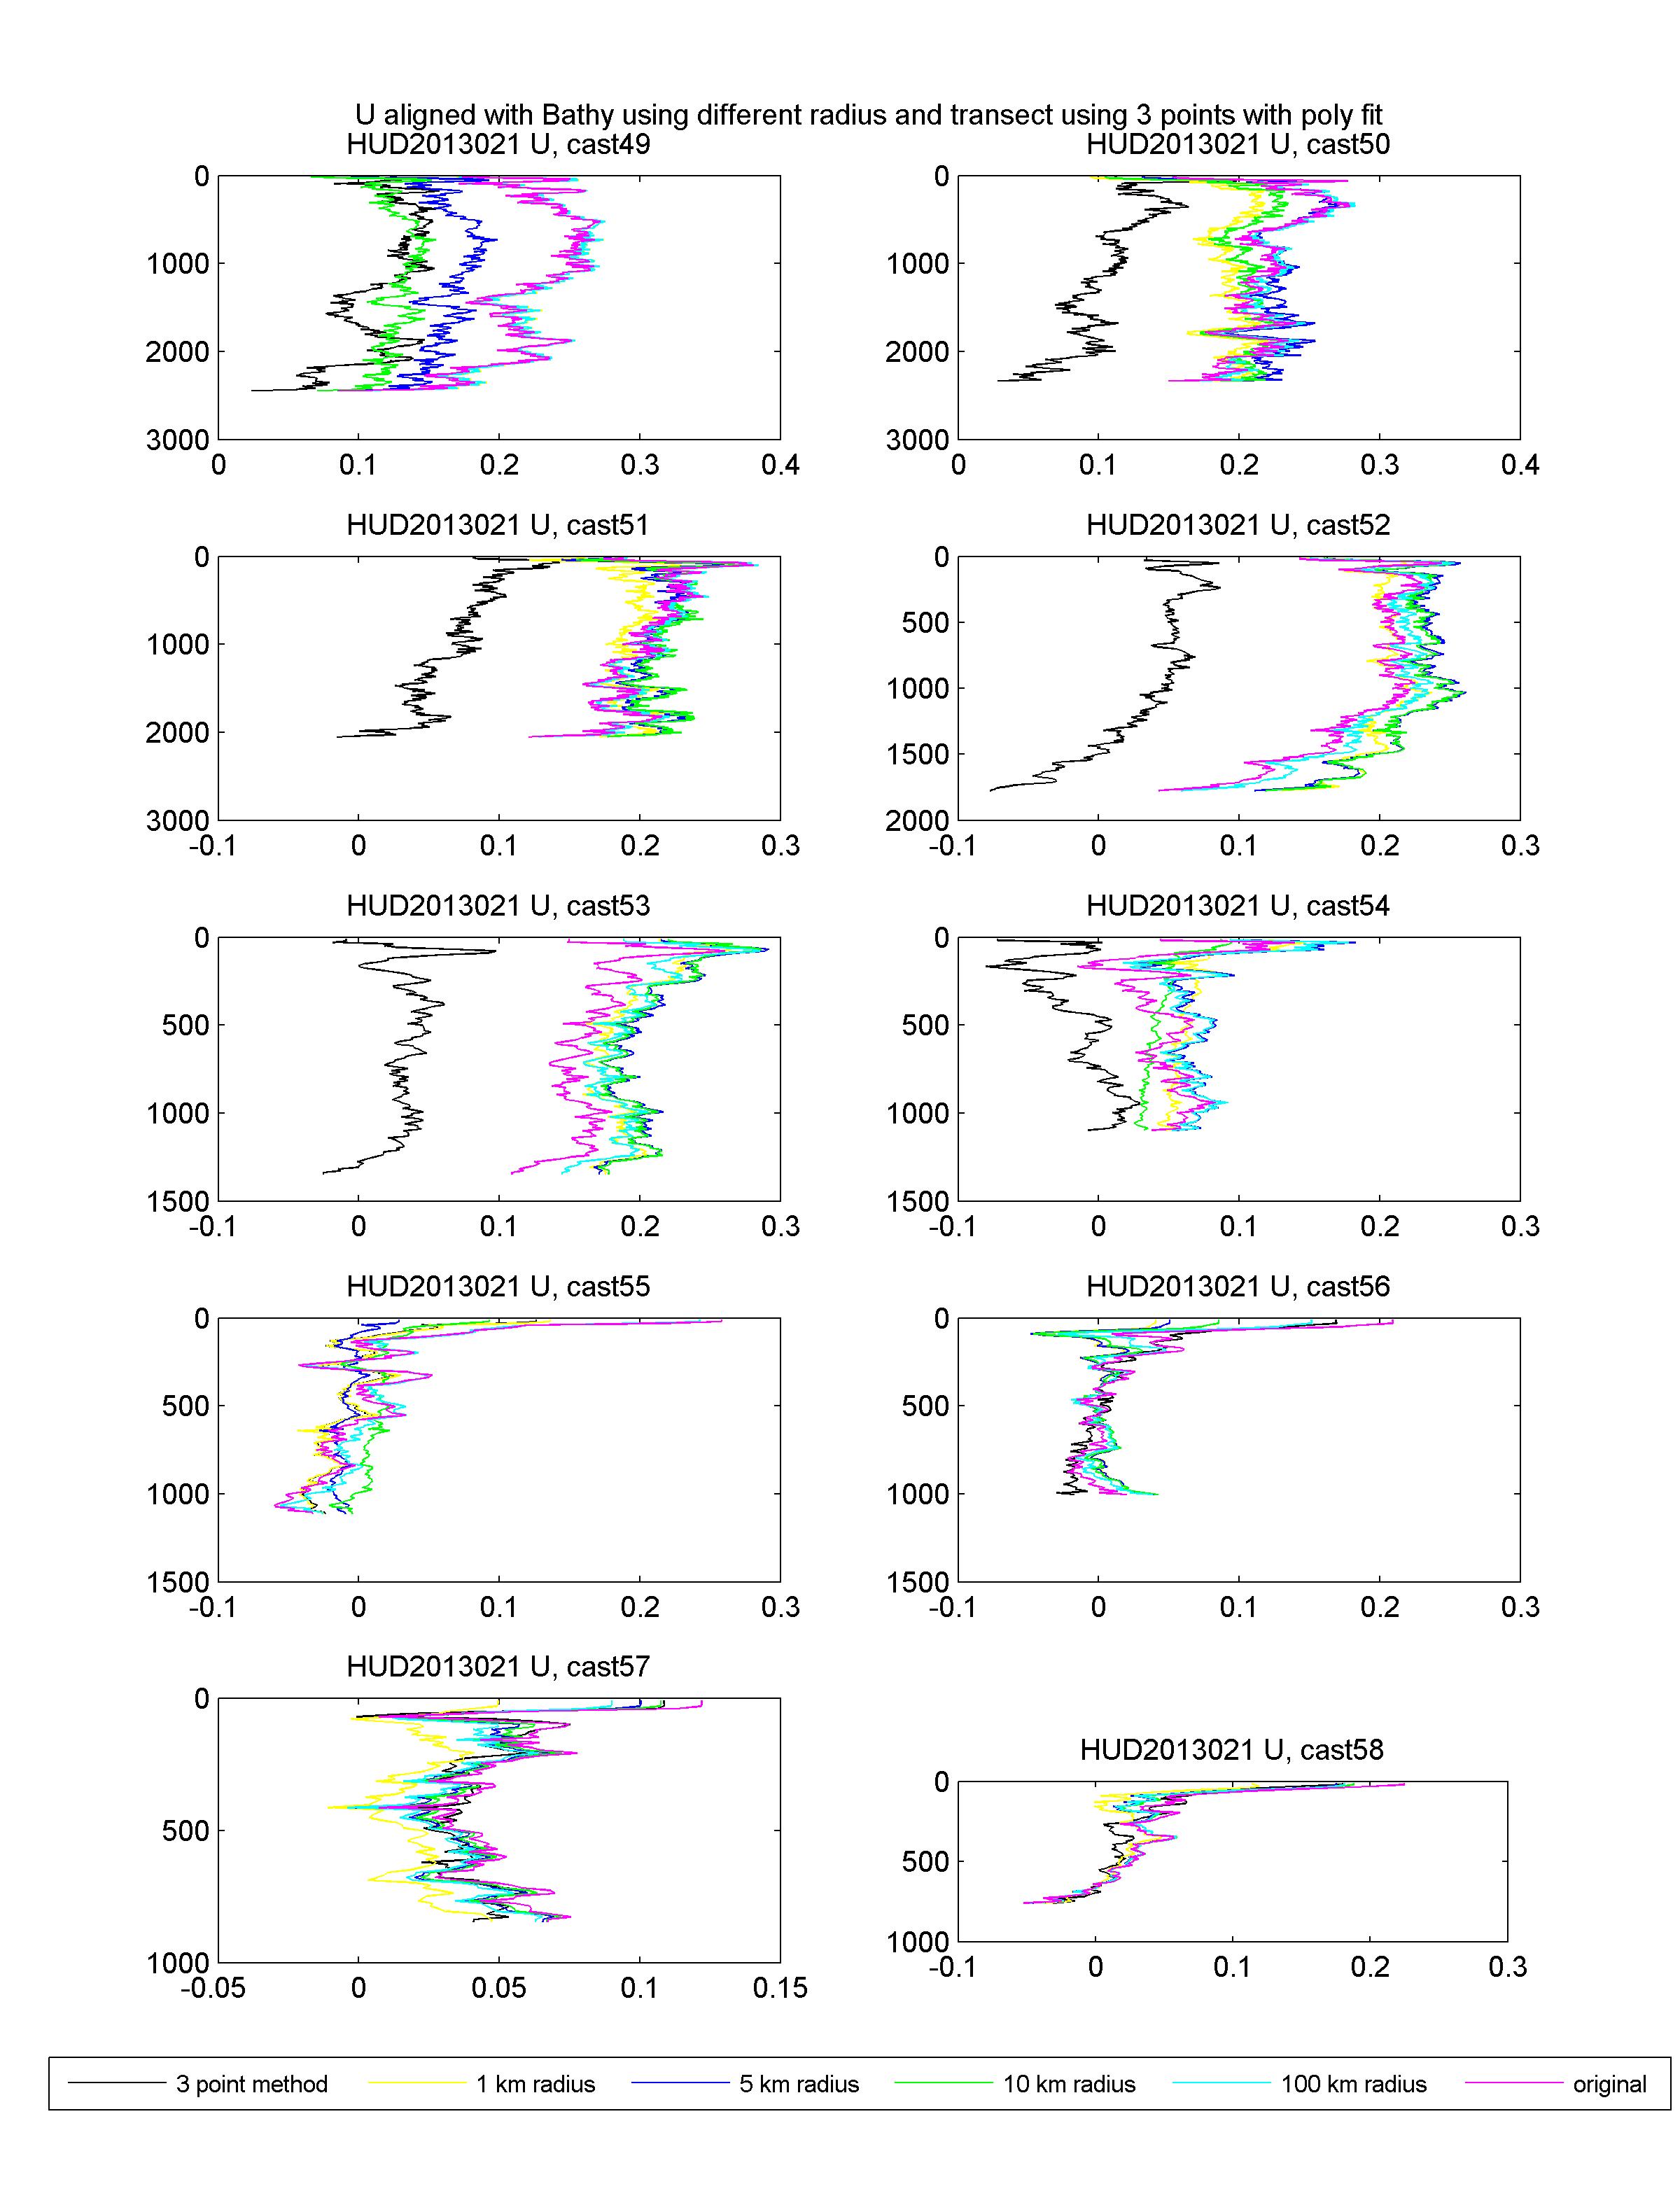 U aligned with Bathy using different radius and transect using 3 points with poly fit
HUD2013021 U, cast49
0
1000
2000
3000
0 0.1 0.2 0.3 0.4
HUD2013021 U, cast50
0
1000
2000
3000
0 0.1 0.2 0.3 0.4
HUD2013021 U, cast51
0
1000
2000
3000
-0.1 0 0.1 0.2 0.3
HUD2013021 U, cast52
0
500
1000
1500
2000
-0.1 0 0.1 0.2 0.3
HUD2013021 U, cast53
0
500
1000
1500
-0.1 0 0.1 0.2 0.3
HUD2013021 U, cast54
0
500
1000
1500
-0.1 0 0.1 0.2 0.3
HUD2013021 U, cast55
0
500
1000
1500
-0.1 0 0.1 0.2 0.3
HUD2013021 U, cast56
0
500
1000
1500
-0.1 0 0.1 0.2 0.3
HUD2013021 U, cast57
0
500
1000
-0.05 0 0.05 0.1 0.15
HUD2013021 U, cast58
0
500
1000
-0.1 0 0.1 0.2 0.3
3 point method 1 km radius 5 km radius 10 km radius 100 km radius original